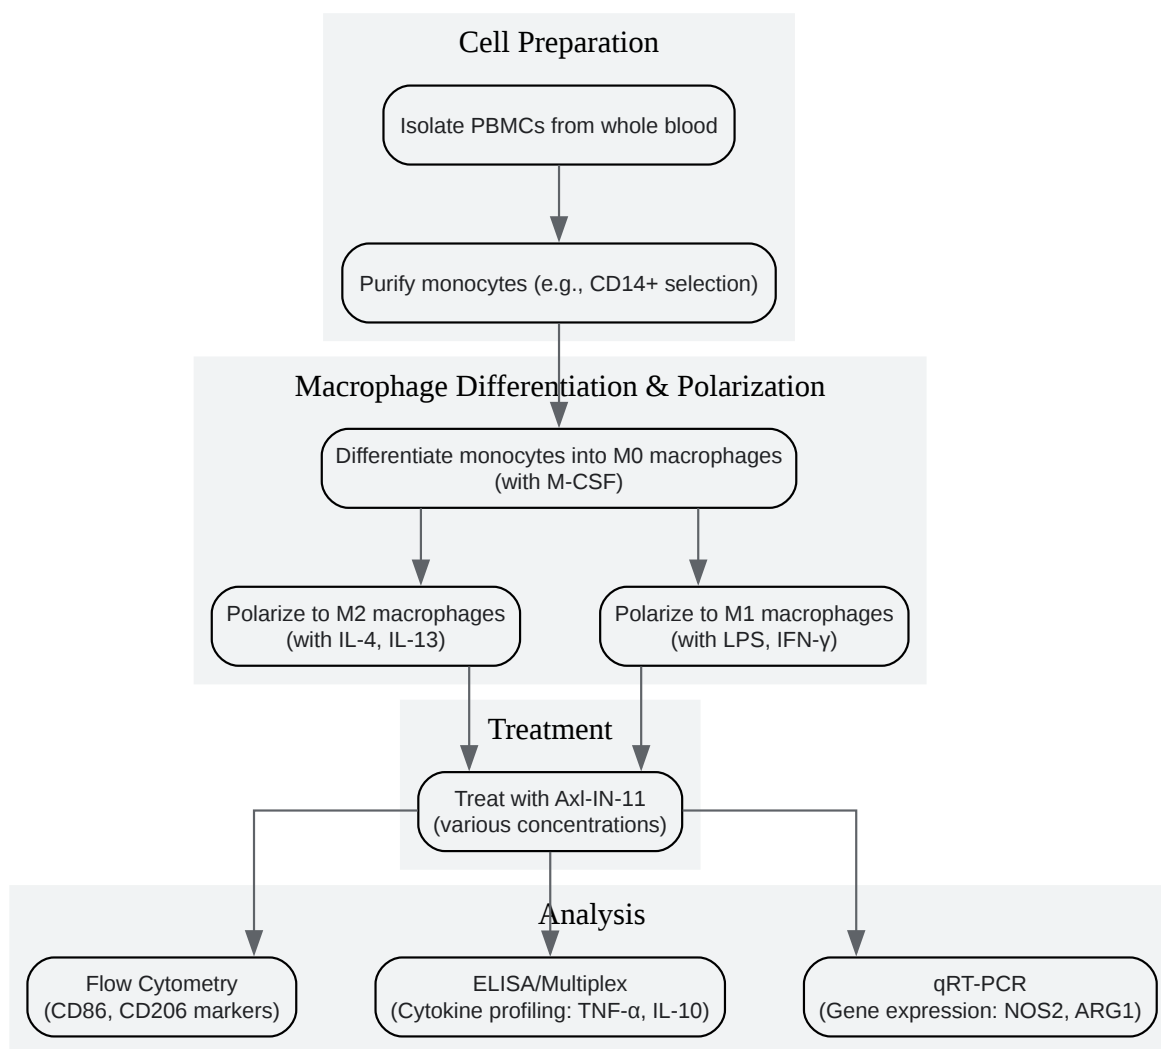 Cell Preparation
Isolate PBMCs from whole blood
Purify monocytes (e.g., CD14+ selection)
Macrophage Differentiation & Polarization
Differentiate monocytes into M0 macrophages
(with M-CSF)
Polarize to M2 macrophages
(with IL-4, IL-13)
Polarize to M1 macrophages
(with LPS, IFN-γ)
Treatment
Treat with Axl-IN-11
(various concentrations)
Analysis
Flow Cytometry
(CD86, CD206 markers)
ELISA/Multiplex
(Cytokine profiling: TNF-α, IL-10)
qRT-PCR
(Gene expression: NOS2, ARG1)